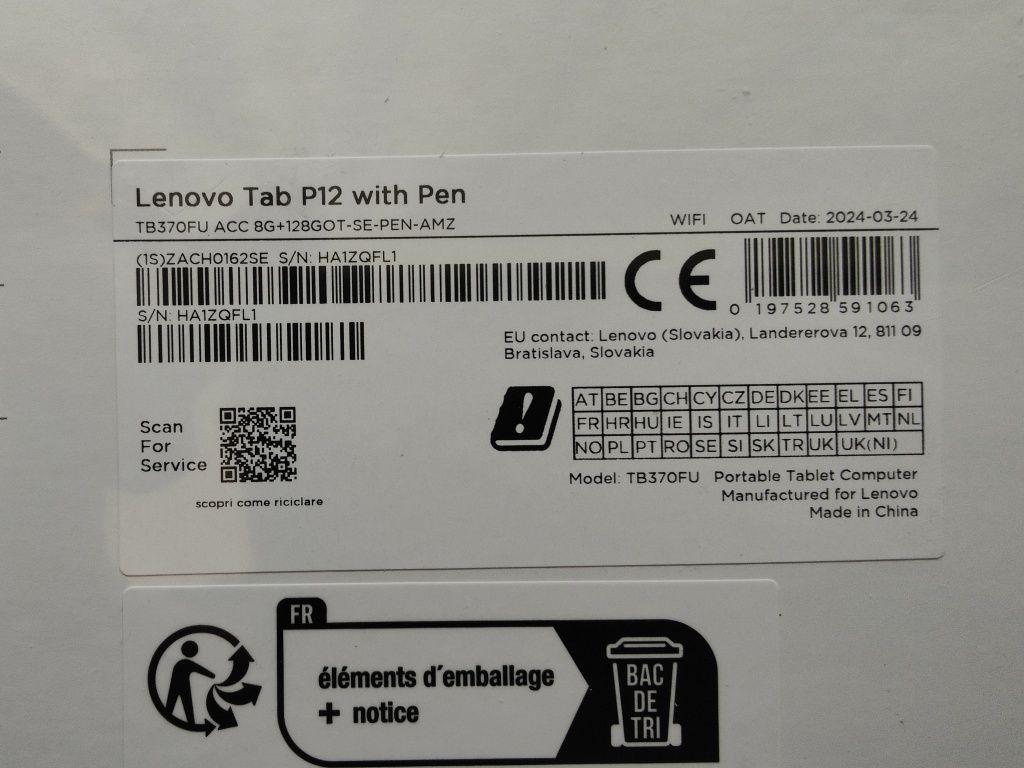 Lenovo Tab P12 with Pen
TB370FU ACC 8G+128GOT-SE-PEN-AMZ
WIFI OAT Date: 2024-03-24
(1S)ZACH0162SE S/N: HA1ZQFL1
0 197528 591063
S/N: HA1ZQFL1
EU contact: Lenovo (Slovakia), Landererova 12, 811 09
Bratislava, Slovakia
CE
AT BE BG CH CY CZ DE DK EE EL ES FI
FR HR HU IE IS IT LI LT LU LV MT NL
NO PL PT RO SE SI SK TR UK UK(NI)
Scan
For
Service
scopri come riciclare
Model: TB370FU Portable Tablet Computer
Manufactured for Lenovo
Made in China
FR
éléments d'emballage
+ notice
BAC
DE
TRI